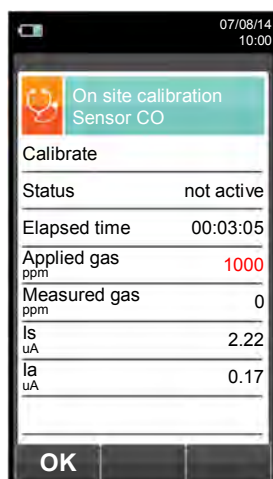 07/08/14
10:00
On site calibration
Sensor CO
Calibrate
Status not active
Elapsed time 00:03:05
Applied gas
ppm 1000
Measured gas
ppm 0
Is
uA 2.22
Ia
uA 0.17
OK